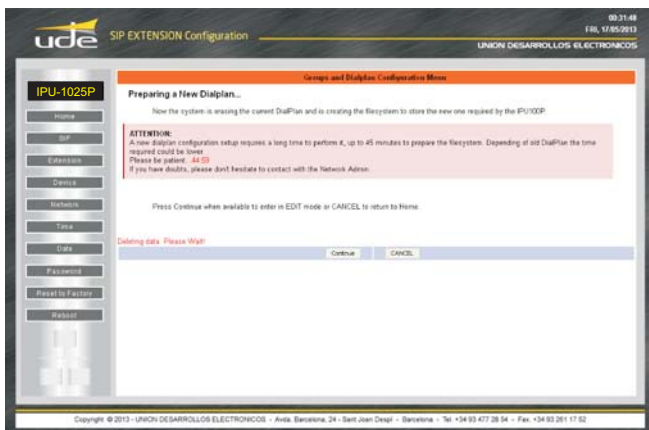 00:31:48
FRI, 17/05/2013
ude
SIP EXTENSION Configuration
UNION DESARROLLOS ELECTRONICOS
Groups and Dialplan Configuration Menu
IPU-1025P
Home
SIP
Extension
Device
Network
Time
Data
Password
Reset to Factory
Reboot
Preparing a New Dialplan...
Now the system is erasing the current DialPlan and is creating the filesystem to store the new one required by the IPU100P.
ATTENTION:
A new dialplan configuration setup requires a long time to perform it, up to 45 minutes to prepare the filesystem. Depending of old DialPlan the time
required could be lower.
Please be patient. 44:59
If you have doubts, please don't hesitate to contact with the Network Admin.
Press Continue when available to enter in EDIT mode or CANCEL to return to Home.
Deleting data. Please Wait!
Continue
CANCEL
Copyright © 2013 - UNION DESARROLLOS ELECTRONICOS - Avda. Barcelona, 24 - Sant Joan Despí - Barcelona - Tel. +34 93 477 28 54 - Fax. +34 93 261 17 52